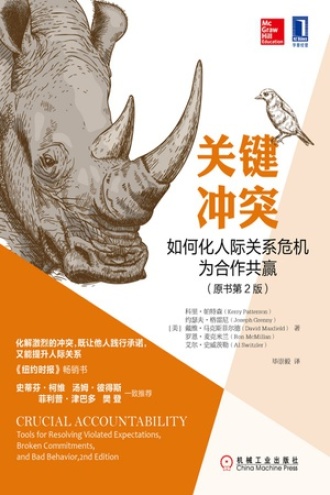 Mc
Graw
Hill
Education
华章经管
关键
冲突
如何化人际关系危机
为合作共赢
（原书第2版）
科里·帕特森（Kerry Patterson）
约瑟夫·格雷尼（Joseph Grenny）
［美］戴维·马克斯菲尔德（David Maxfield）著
罗恩·麦克米兰（Ron McMillan）
艾尔·史威茨勒（Al Switzler）
毕崇毅 译
化解激烈的冲突，既让他人践行承诺，
又能提升人际关系
《纽约时报》畅销书
史蒂芬·柯维 汤姆·彼得斯
菲利普·津巴多 樊登 一致推荐
CRUCIAL ACCOUNTABILITY
Tools for Resolving Violated Expectations,
Broken Commitments,
and Bad Behavior,2nd Edition
机械工业出版社
China Machine Press